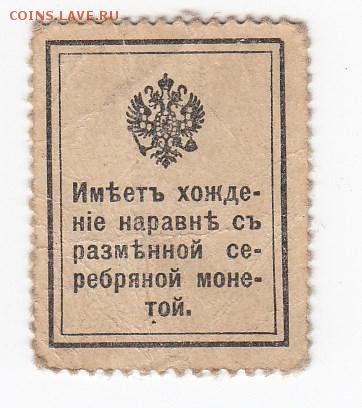 COINS.LAVE.RU
Имѣетъ хожде-
ніе наравнѣ съ
размѣнной се-
ребряной моне-
той.